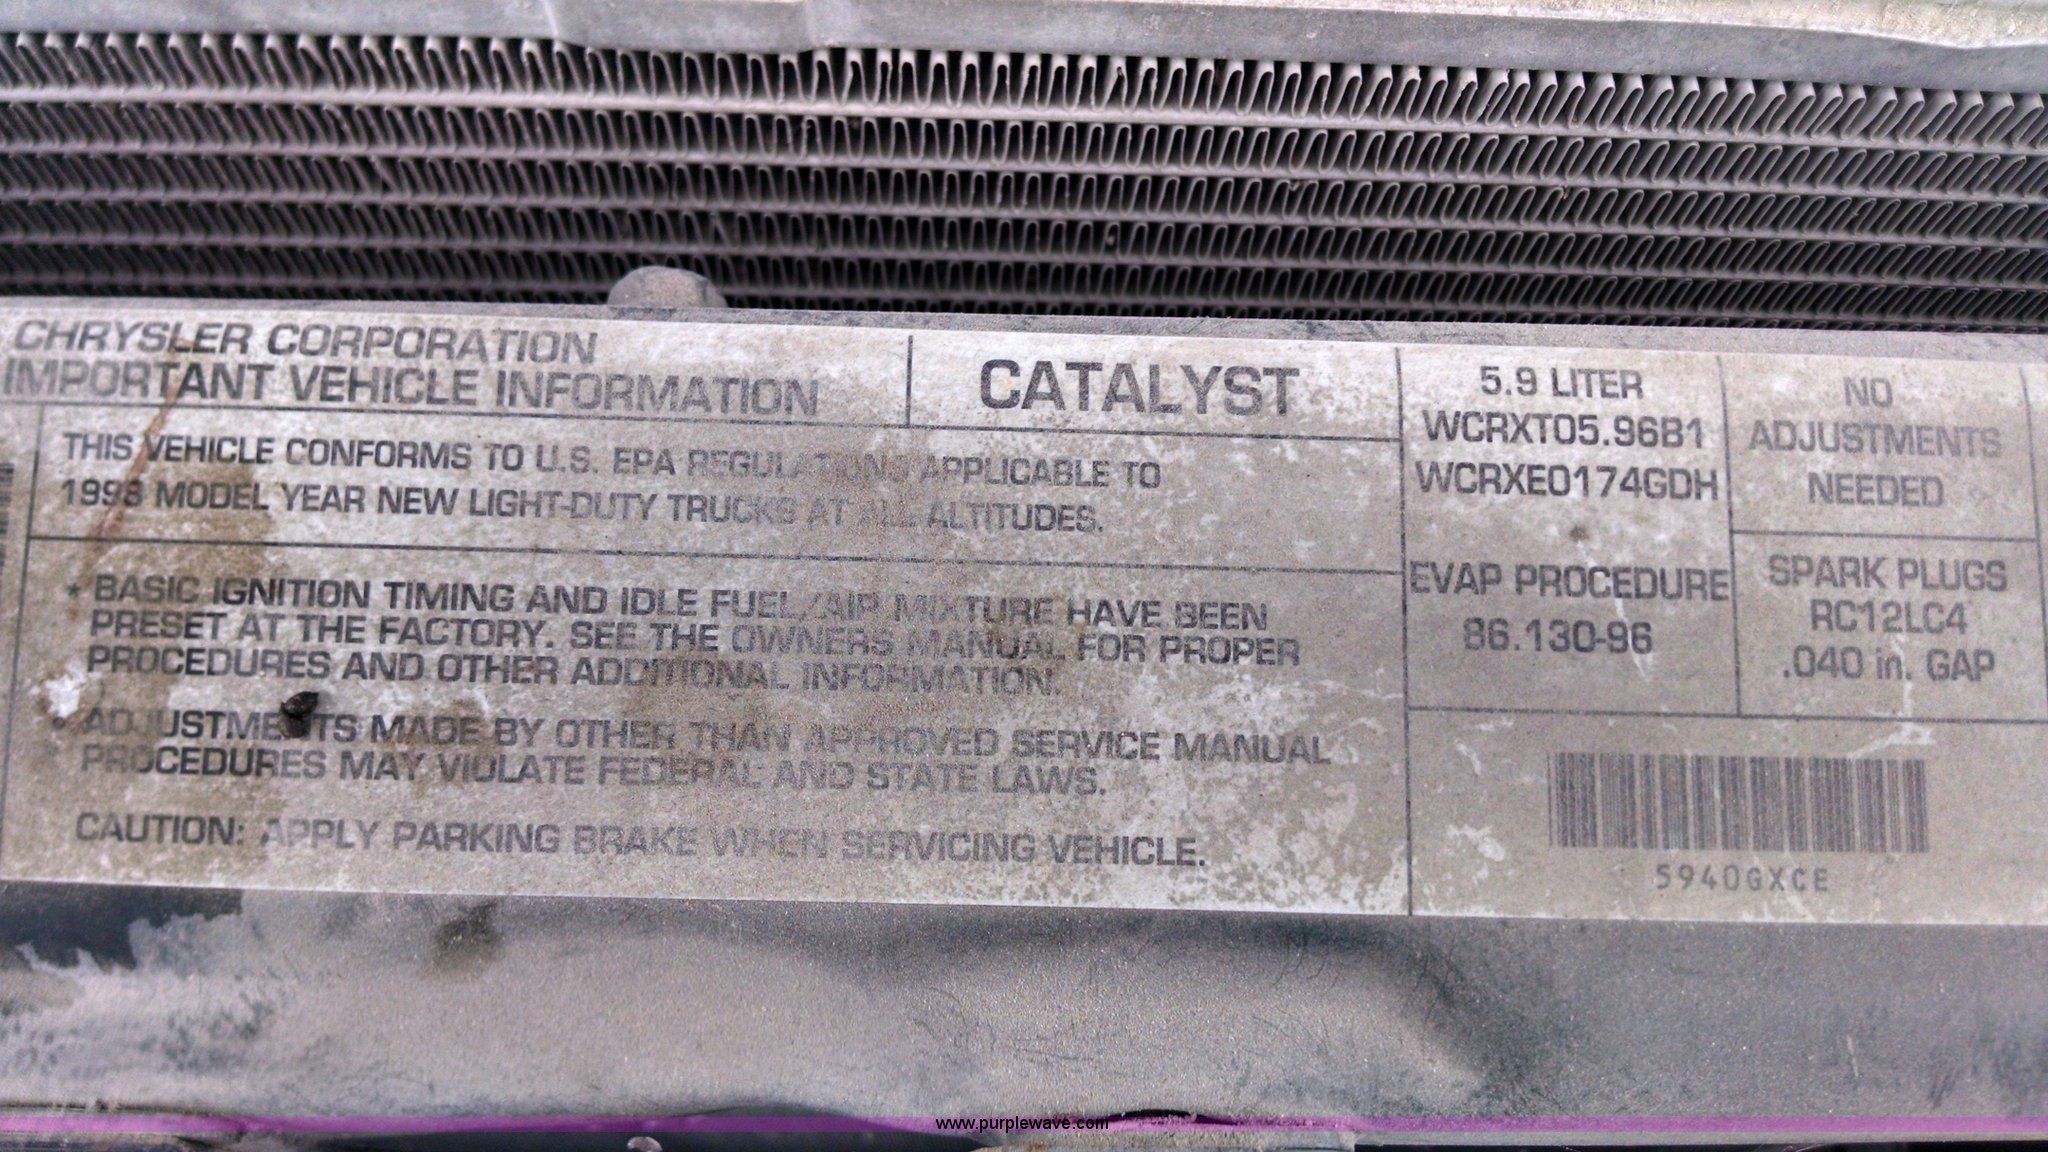 CHRYSLER CORPORATION
IMPORTANT VEHICLE INFORMATION
CATALYST
THIS VEHICLE CONFORMS TO U.S. EPA REGULATIONS APPLICABLE TO
1998 MODEL YEAR NEW LIGHT-DUTY TRUCKS AT ALL ALTITUDES.
* BASIC IGNITION TIMING AND IDLE FUEL/AIR MIXTURE HAVE BEEN
PRESET AT THE FACTORY. SEE THE OWNERS MANUAL FOR PROPER
PROCEDURES AND OTHER ADDITIONAL INFORMATION.
ADJUSTMENTS MADE BY OTHER THAN APPROVED SERVICE MANUAL
PROCEDURES MAY VIOLATE FEDERAL AND STATE LAWS.
CAUTION: APPLY PARKING BRAKE WHEN SERVICING VEHICLE.
5.9 LITER
WCRXT05.96B1
WCRXE0174GDH
EVAP PROCEDURE
86.130-96
NO
ADJUSTMENTS
NEEDED
SPARK PLUGS
RC12LC4
.040 in. GAP
5940GXCE
www.purplewave.com